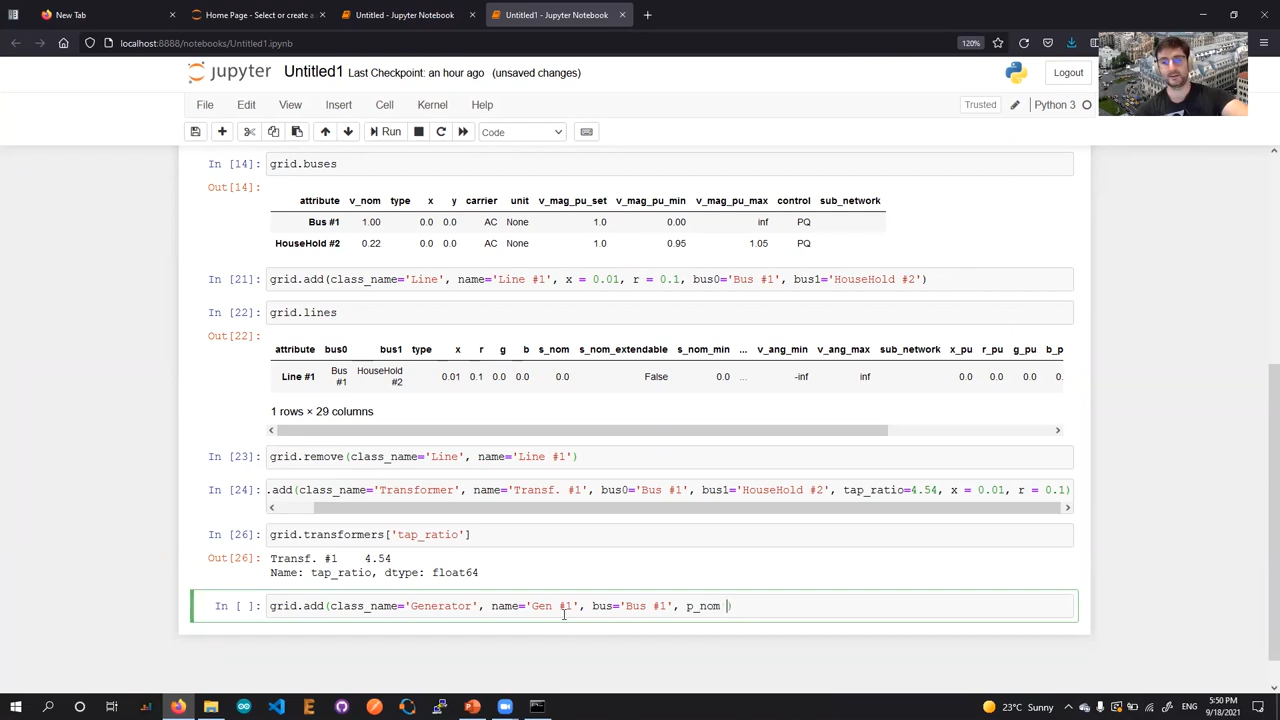 New Tab
Home Page - Select or create a
Untitled - Jupyter Notebook
Untitled1 - Jupyter Notebook
localhost:8888/notebooks/Untitled1.ipynb
120%
jupyter Untitled1 Last Checkpoint: an hour ago (unsaved changes)
Logout
File Edit View Insert Cell Kernel Help
Trusted
Python 3
Run
Code
In [14]: grid.buses
Out[14]:
attribute v_nom type x y carrier unit v_mag_pu_set v_mag_pu_min v_mag_pu_max control sub_network
Bus #1 1.00 0.0 0.0 AC None 1.0 0.00 inf PQ
HouseHold #2 0.22 0.0 0.0 AC None 1.0 0.95 1.05 PQ
In [21]: grid.add(class_name='Line', name='Line #1', x = 0.01, r = 0.1, bus0='Bus #1', bus1='HouseHold #2')
In [22]: grid.lines
Out[22]:
attribute bus0 bus1 type x r g b s_nom s_nom_extendable s_nom_min ... v_ang_min v_ang_max sub_network x_pu r_pu g_pu b_p
Line #1 Bus #1 HouseHold #2 0.01 0.1 0.0 0.0 0.0 False 0.0 ... -inf inf 0.0 0.0 0.0 0.
1 rows × 29 columns
In [23]: grid.remove(class_name='Line', name='Line #1')
In [24]: .add(class_name='Transformer', name='Transf. #1', bus0='Bus #1', bus1='HouseHold #2', tap_ratio=4.54, x = 0.01, r = 0.1)
In [26]: grid.transformers['tap_ratio']
Out[26]: Transf. #1 4.54
Name: tap_ratio, dtype: float64
In [ ]: grid.add(class_name='Generator', name='Gen #1', bus='Bus #1', p_nom )
23°C Sunny
5:50 PM
9/18/2021